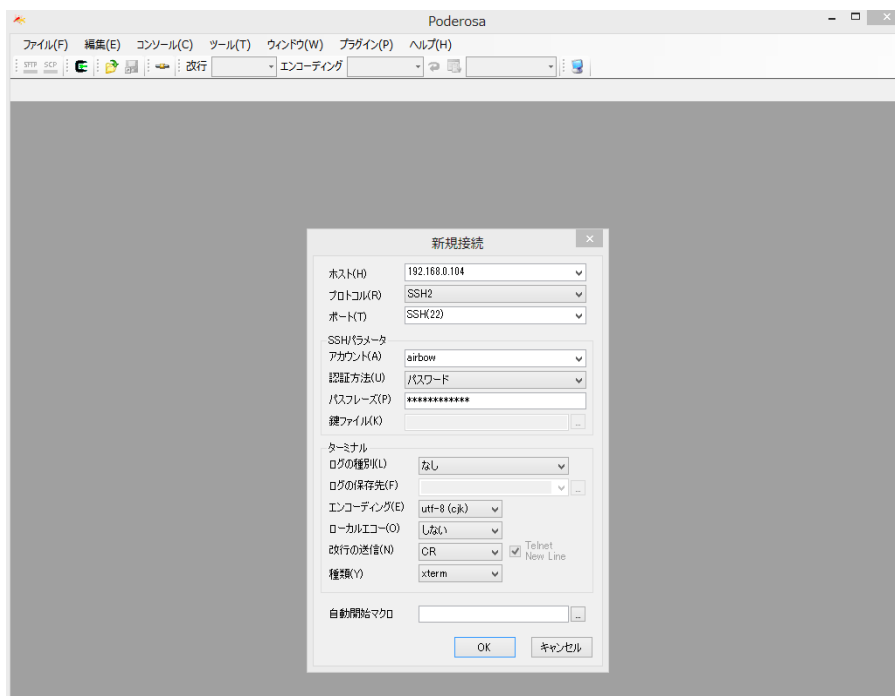 Poderosa
ファイル(F) 編集(E) コンソール(C) ツール(T) ウィンドウ(W) プラグイン(P) ヘルプ(H)
SFTP SCP 改行 エンコーディング
新規接続
ホスト(H) 192.168.0.104
プロトコル(R) SSH2
ポート(T) SSH(22)
SSHパラメータ
アカウント(A) airbow
認証方法(U) パスワード
パスフレーズ(P) ************
鍵ファイル(K) ...
ターミナル
ログの種別(L) なし
ログの保存先(F) ...
エンコーディング(E) utf-8 (cjk)
ローカルエコー(O) しない
改行の送信(N) CR Telnet
New Line
種類(Y) xterm
自動開始マクロ ...
OK キャンセル